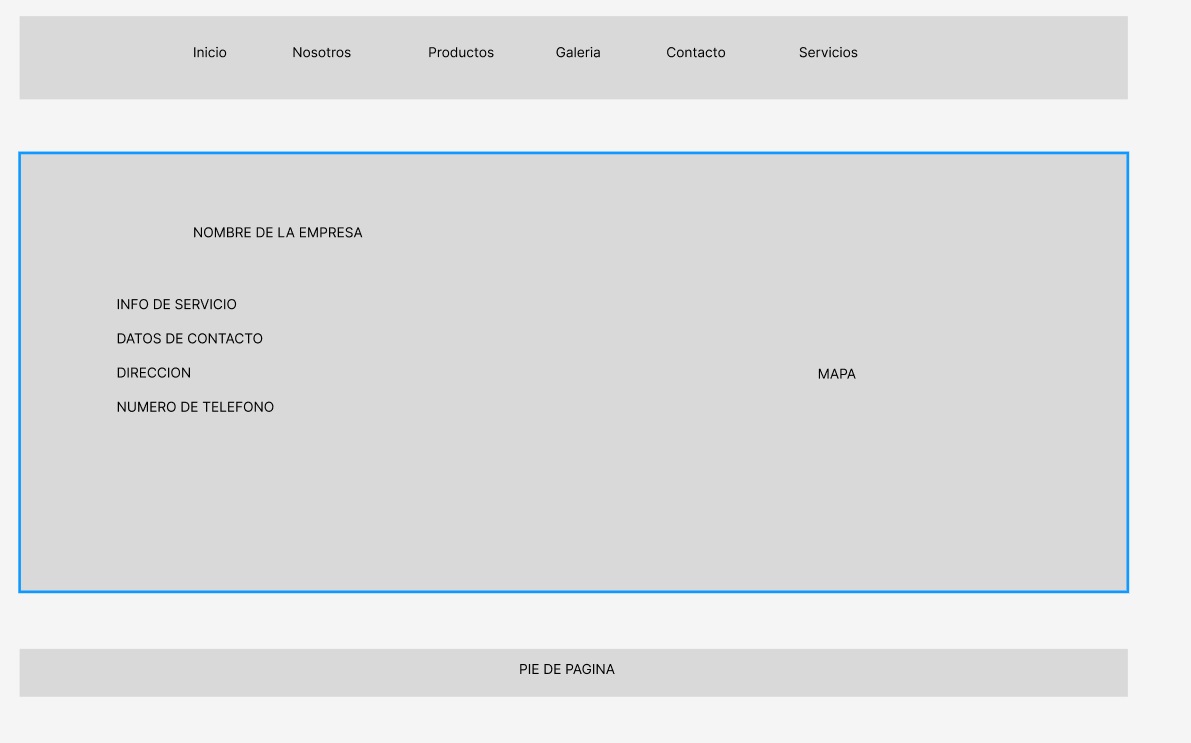 Inicio Nosotros Productos Galeria Contacto Servicios
NOMBRE DE LA EMPRESA
INFO DE SERVICIO
DATOS DE CONTACTO
DIRECCION
MAPA
NUMERO DE TELEFONO
PIE DE PAGINA